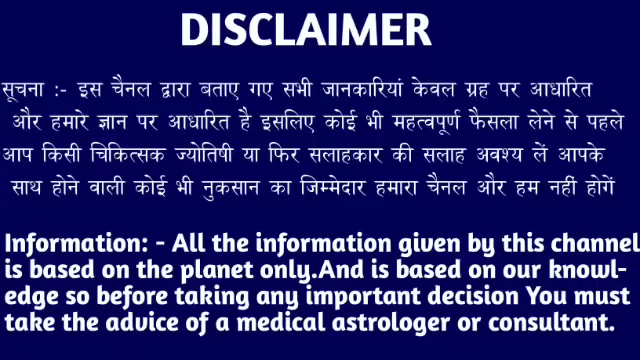 DISCLAIMER
सूचना :- इस चैनल द्वारा बताए गए सभी जानकारियां केवल ग्रह पर आधारित
और हमारे ज्ञान पर आधारित है इसलिए कोई भी महत्वपूर्ण फैसला लेने से पहले
आप किसी चिकित्सक ज्योतिषी या फिर सलाहकार की सलाह अवश्य लें आपके
साथ होने वाली कोई भी नुकसान का जिम्मेदार हमारा चैनल और हम नहीं होगें
Information: - All the information given by this channel
is based on the planet only.And is based on our knowl-
edge so before taking any important decision You must
take the advice of a medical astrologer or consultant.